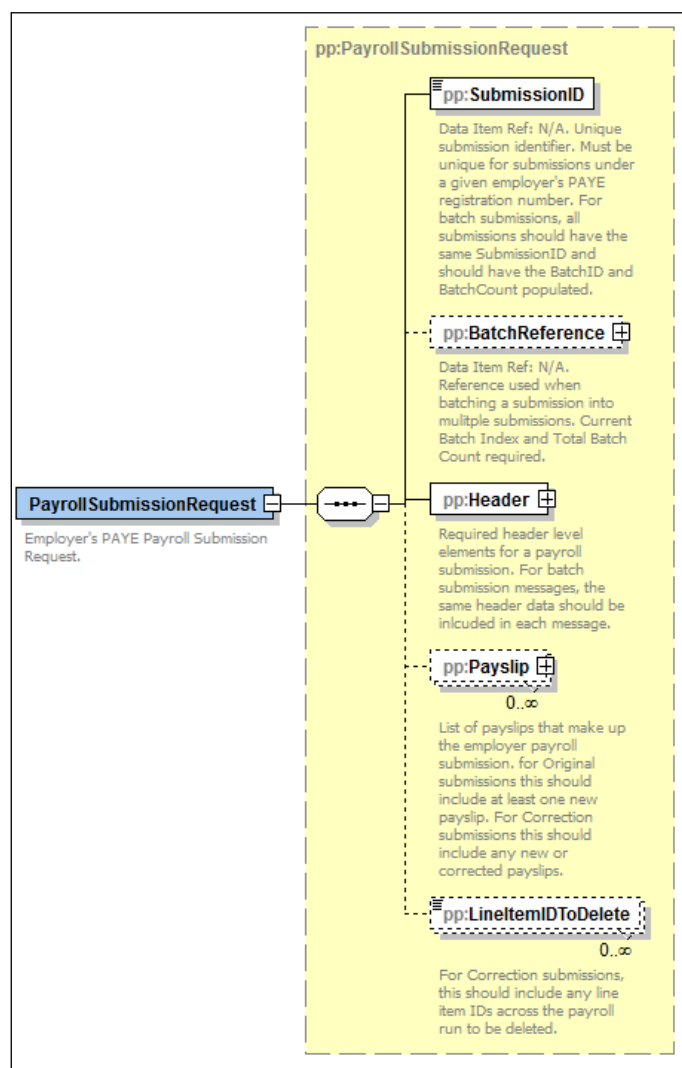 pp:PayrollSubmissionRequest
pp:SubmissionID
Data Item Ref: N/A. Unique
submission identifier. Must be
unique for submissions under
a given employer's PAYE
registration number. For
batch submissions, all
submissions should have the
same SubmissionID and
should have the BatchID and
BatchCount populated.
pp:BatchReference
Data Item Ref: N/A.
Reference used when
batching a submission into
mulitple submissions. Current
Batch Index and Total Batch
Count required.
PayrollSubmissionRequest
Employer's PAYE Payroll Submission
Request.
pp:Header
Required header level
elements for a payroll
submission. For batch
submission messages, the
same header data should be
inlcuded in each message.
pp:Payslip
0..∞
List of payslips that make up
the employer payroll
submission. for Original
submissions this should
include at least one new
payslip. For Correction
submissions this should
include any new or
corrected payslips.
pp:LineItemIDToDelete
0..∞
For Correction submissions,
this should include any line
item IDs across the payroll
run to be deleted.